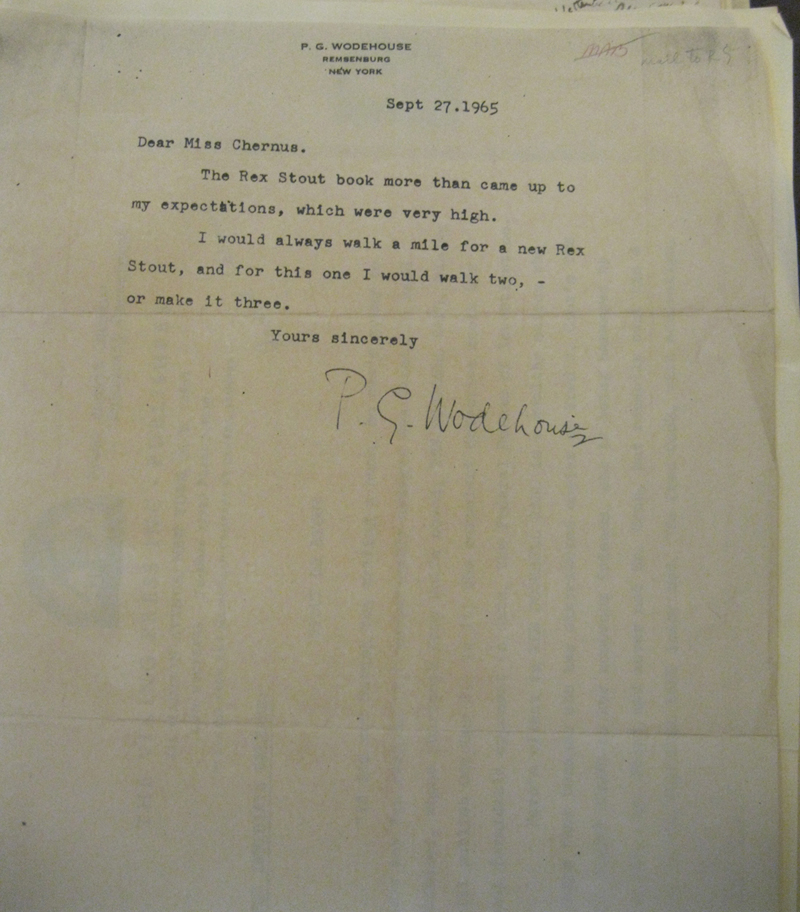 P. G. WODEHOUSE
REMSENBURG
NEW YORK
Sept 27.1965
Dear Miss Chernus.
The Rex Stout book more than came up to
my expectations, which were very high.
I would always walk a mile for a new Rex
Stout, and for this one I would walk two, -
or make it three.
Yours sincerely
P. G. Wodehouse